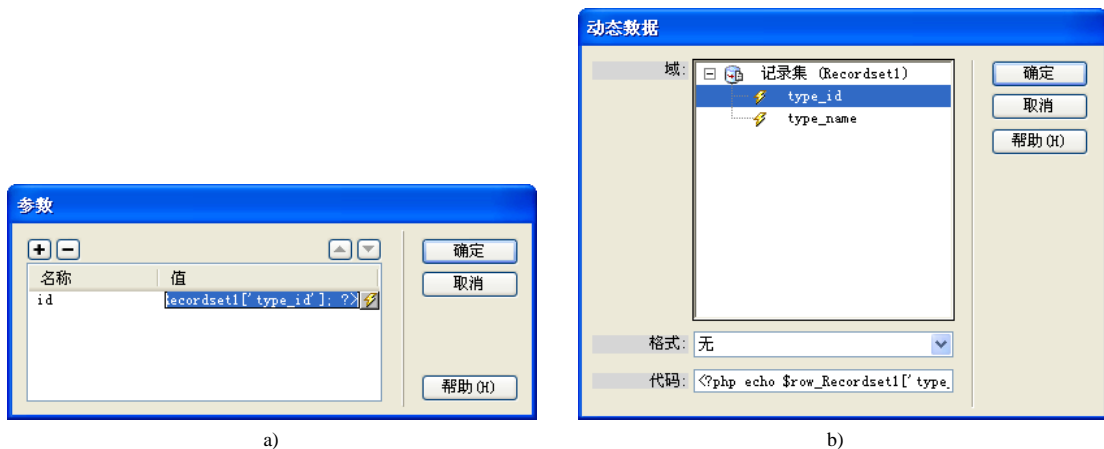 参数
名称 值
id ecordset1['type_id']; ?>
确定
取消
帮助(H)
a)
动态数据
域:
记录集 (Recordset1)
type_id
type_name
格式: 无
代码: <?php echo $row_Recordset1['type_
确定
取消
帮助(H)
b)